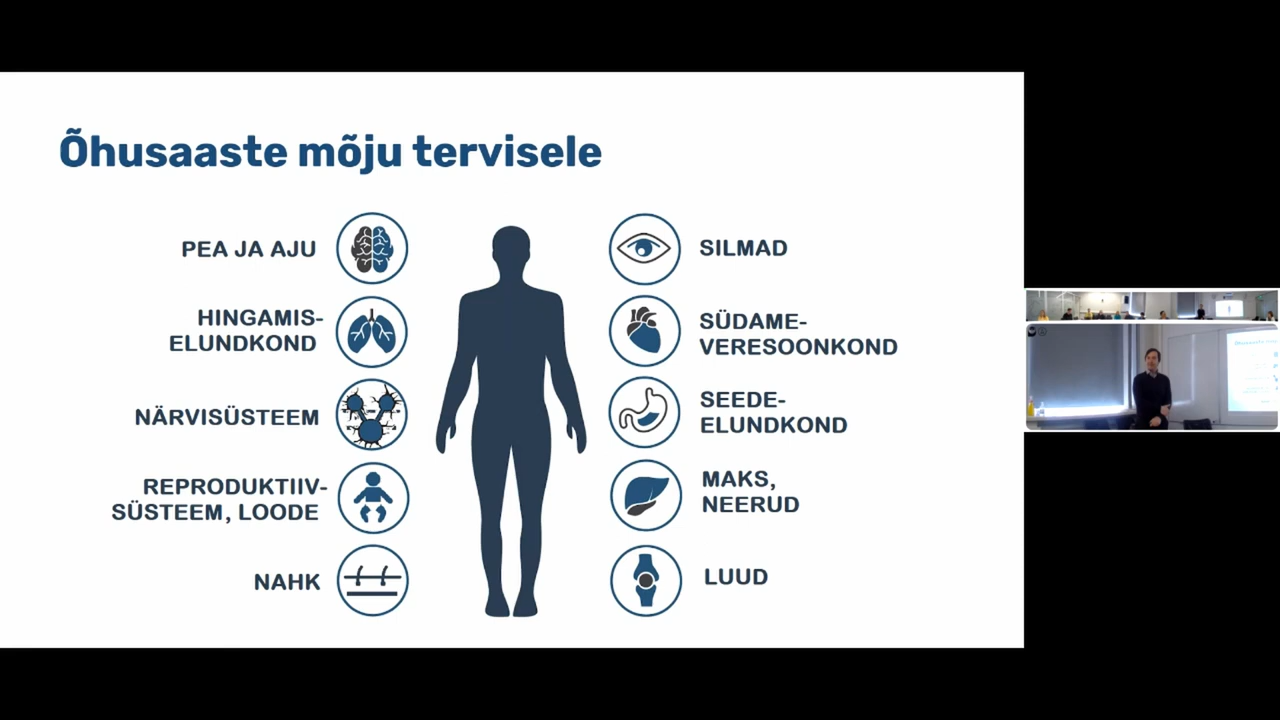 Õhusaaste mõju tervisele
PEA JA AJU
HINGAMIS-
ELUNDKOND
NÄRVISÜSTEEM
REPRODUKTIIV-
SÜSTEEM, LOODE
NAHK
SILMAD
SÜDAME-
VERESOONKOND
SEEDE-
ELUNDKOND
MAKS,
NEERUD
LUUD